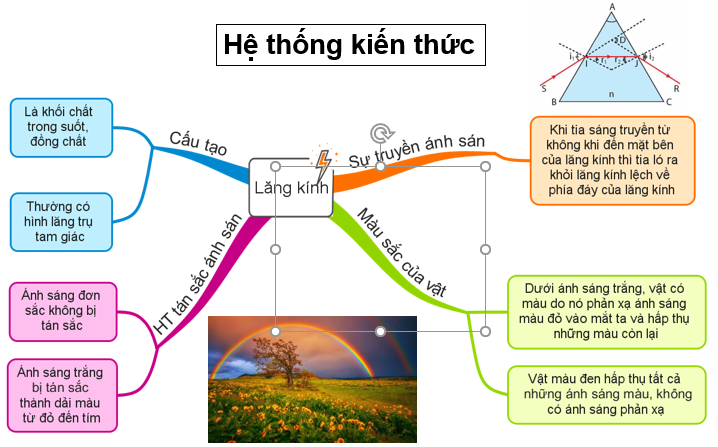 Hệ thống kiến thức
A
D
i₁
I
r₁
r₂
J
i₂
S
R
B
n
C
Là khối chất
trong suốt,
đồng chất
Thường có
hình lăng trụ
tam giác
Cấu tạo
Lăng kính
Sự truyền ánh sán
Khi tia sáng truyền từ
không khí đến mặt bên
của lăng kính thì tia ló ra
khỏi lăng kính lệch về
phía đáy của lăng kính
HT tán sắc ánh sán
Ánh sáng đơn
sắc không bị
tán sắc
Ánh sáng trắng
bị tán sắc
thành dải màu
từ đỏ đến tím
Màu sắc của vật
Dưới ánh sáng trắng, vật có
màu do nó phản xạ ánh sáng
màu đỏ vào mắt ta và hấp thụ
những màu còn lại
Vật màu đen hấp thụ tất cả
những ánh sáng màu, không
có ánh sáng phản xạ